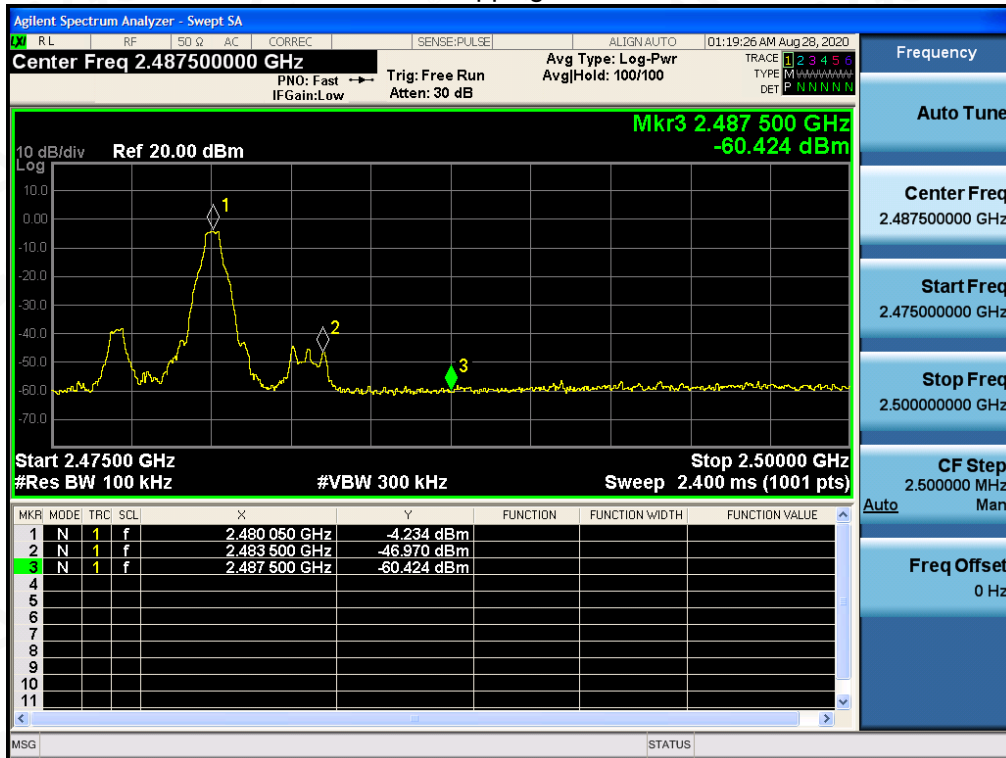 Agilent Spectrum Analyzer - Swept SA
LXI RL RF 50 Ω AC CORREC SENSE:PULSE ALIGN AUTO 01:19:26 AM Aug 28, 2020
Center Freq 2.487500000 GHz
PNO: Fast
IFGain:Low
Trig: Free Run
Atten: 30 dB
Avg Type: Log-Pwr
Avg|Hold: 100/100
TRACE 1 2 3 4 5 6
TYPE M
DET P N N N N N
Mkr3 2.487 500 GHz
-60.424 dBm
10 dB/div Ref 20.00 dBm
Log
10.0
0.00
-10.0
-20.0
-30.0
-40.0
-50.0
-60.0
-70.0
1
2
3
Start 2.47500 GHz Stop 2.50000 GHz
#Res BW 100 kHz #VBW 300 kHz Sweep 2.400 ms (1001 pts)
MKR MODE TRC SCL X Y FUNCTION FUNCTION WIDTH FUNCTION VALUE
1 N 1 f 2.480 050 GHz -4.234 dBm
2 N 1 f 2.483 500 GHz -46.970 dBm
3 N 1 f 2.487 500 GHz -60.424 dBm
4
5
6
7
8
9
10
11
MSG STATUS
Frequency
Auto Tune
Center Freq
2.487500000 GHz
Start Freq
2.475000000 GHz
Stop Freq
2.500000000 GHz
CF Step
2.500000 MHz
Auto Man
Freq Offset
0 Hz